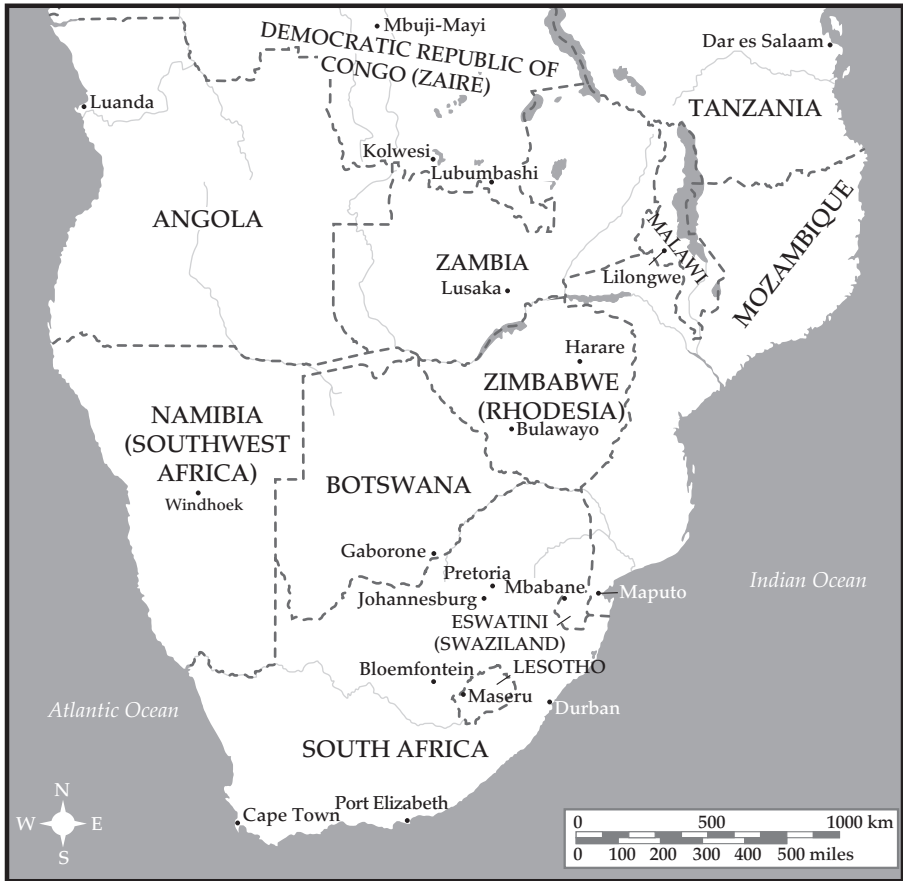 Mbuji-Mayi
DEMOCRATIC REPUBLIC OF
CONGO (ZAIRE)
Dar es Salaam
TANZANIA
Luanda
Kolwesi
Lubumbashi
ANGOLA
ZAMBIA
Lusaka
MALAWI
Lilongwe
MOZAMBIQUE
Harare
ZIMBABWE
(RHODESIA)
Bulawayo
NAMIBIA
(SOUTHWEST
AFRICA)
Windhoek
BOTSWANA
Gaborone
Pretoria
Mbabane
Johannesburg
Maputo
Indian Ocean
ESWATINI
(SWAZILAND)
Bloemfontein
LESOTHO
Maseru
Durban
Atlantic Ocean
SOUTH AFRICA
Cape Town
Port Elizabeth
N
W E
S
0 500 1000 km
0 100 200 300 400 500 miles